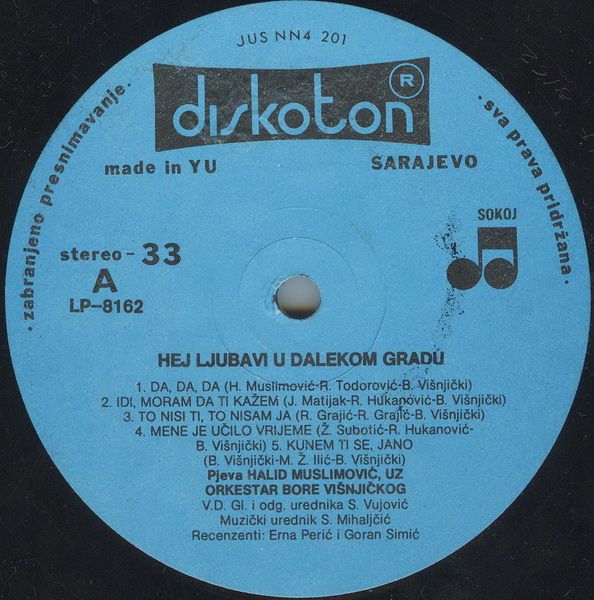 JUS NN4 201
diskoton ®
made in YU SARAJEVO
· zabranjeno presnimavanje ·
· sva prava pridržana ·
SOKOJ
stereo - 33
A
LP-8162
HEJ LJUBAVI U DALEKOM GRADU
1. DA, DA, DA (H. Muslimović-R. Todorović-B. Višnjički)
2. IDI, MORAM DA TI KAŽEM (J. Matijak-R. Hukanović-B. Višnjički)
3. TO NISI TI, TO NISAM JA (R. Grajić-R. Grajić-B. Višnjički)
4. MENE JE UČILO VRIJEME (Ž. Subotić-R. Hukanović-
B. Višnjički) 5. KUNEM TI SE, JANO
(B. Višnjički-M. Ž. Ilić-B. Višnjički)
Pjeva HALID MUSLIMOVIĆ, UZ
ORKESTAR BORE VIŠNJIČKOG
V.D. Gl. i odg. urednika S. Vujović
Muzički urednik S. Mihaljčić
Recenzenti: Erna Perić i Goran Simić